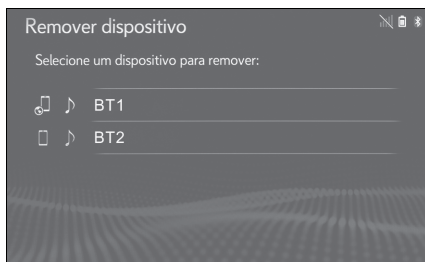 Remover dispositivo
Selecione um dispositivo para remover:
BT1
BT2